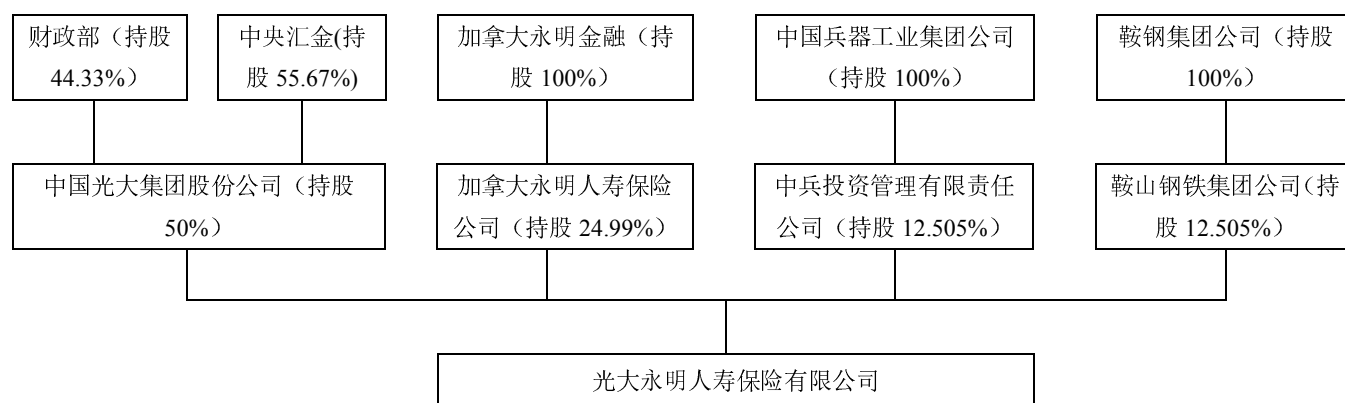 财政部（持股
44.33%）
中央汇金(持
股 55.67%)
加拿大永明金融（持
股 100%）
中国兵器工业集团公司
（持股 100%）
鞍钢集团公司（持股
100%）
中国光大集团股份公司（持股
50%）
加拿大永明人寿保险
公司（持股 24.99%）
中兵投资管理有限责任
公司（持股 12.505%）
鞍山钢铁集团公司（持
股 12.505%）
光大永明人寿保险有限公司